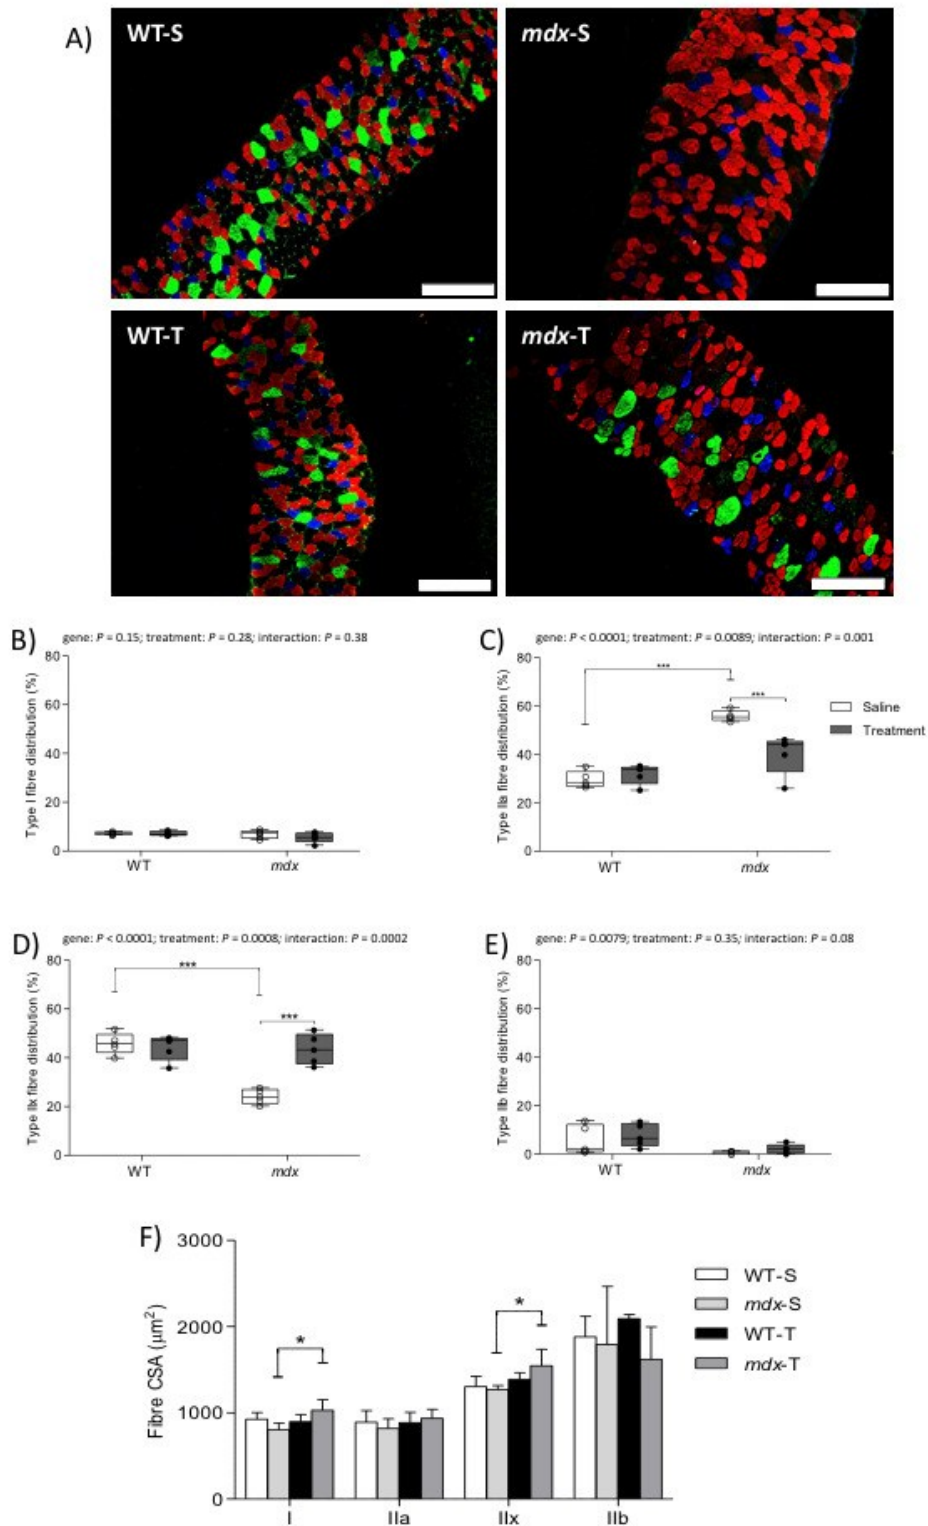 A)
WT-S
mdx-S
WT-T
mdx-T
B)
gene: P = 0.15; treatment: P = 0.28; interaction: P = 0.38
Type I fibre distribution (%)
80
60
40
20
0
WT
mdx
C)
gene: P < 0.0001; treatment: P = 0.0089; interaction: P = 0.001
Type IIa fibre distribution (%)
80
60
40
20
0
***
***
WT
mdx
Saline
Treatment
D)
gene: P < 0.0001; treatment: P = 0.0008; interaction: P = 0.0002
Type IIx fibre distribution (%)
80
60
40
20
0
***
***
WT
mdx
E)
gene: P = 0.0079; treatment: P = 0.35; interaction: P = 0.08
Type IIb fibre distribution (%)
80
60
40
20
0
WT
mdx
F)
Fibre CSA (µm²)
3000
2000
1000
0
*
*
I
IIa
IIx
IIb
WT-S
mdx-S
WT-T
mdx-T